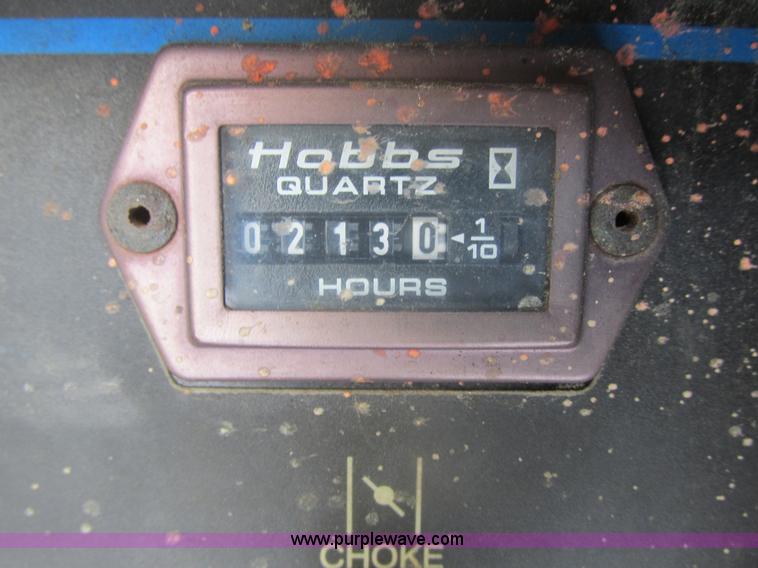 Hobbs
QUARTZ
0 2 1 3 0 ◄ 1/10
HOURS
www.purplewave.com
CHOKE